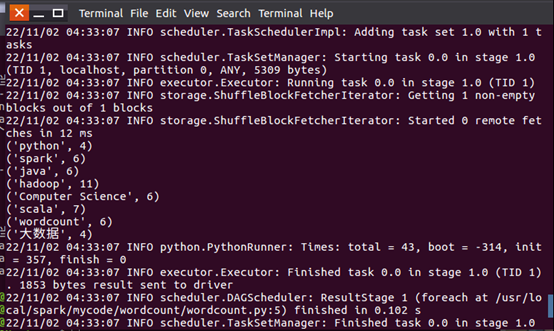 Terminal File Edit View Search Terminal Help
22/11/02 04:33:07 INFO scheduler.TaskSchedulerImpl: Adding task set 1.0 with 1 t
asks
22/11/02 04:33:07 INFO scheduler.TaskSetManager: Starting task 0.0 in stage 1.0
(TID 1, localhost, partition 0, ANY, 5309 bytes)
22/11/02 04:33:07 INFO executor.Executor: Running task 0.0 in stage 1.0 (TID 1)
22/11/02 04:33:07 INFO storage.ShuffleBlockFetcherIterator: Getting 1 non-empty
blocks out of 1 blocks
22/11/02 04:33:07 INFO storage.ShuffleBlockFetcherIterator: Started 0 remote fet
ches in 12 ms
('python', 4)
('spark', 6)
('java', 6)
('hadoop', 11)
('Computer Science', 6)
('scala', 7)
('wordcount', 6)
('大数据', 4)
22/11/02 04:33:07 INFO python.PythonRunner: Times: total = 43, boot = -314, init
= 357, finish = 0
22/11/02 04:33:07 INFO executor.Executor: Finished task 0.0 in stage 1.0 (TID 1)
. 1853 bytes result sent to driver
22/11/02 04:33:07 INFO scheduler.DAGScheduler: ResultStage 1 (foreach at /usr/lo
cal/spark/mycode/wordcount/wordcount.py:5) finished in 0.102 s
22/11/02 04:33:07 INFO scheduler.TaskSetManager: Finished task 0.0 in stage 1.0